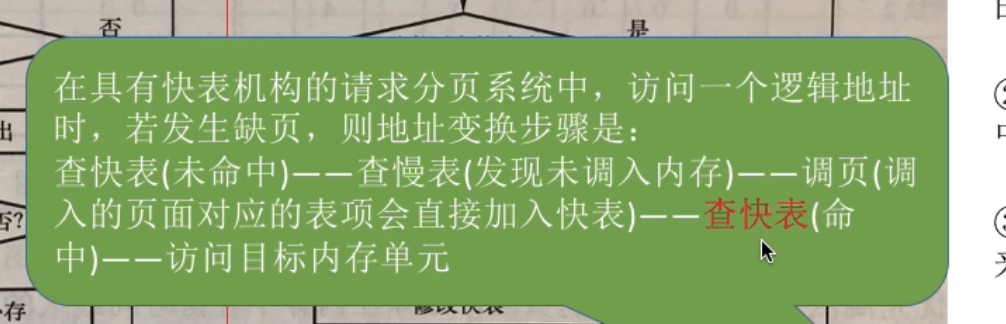 否
是
在具有快表机构的请求分页系统中，访问一个逻辑地址
时，若发生缺页，则地址变换步骤是：
查快表(未命中)——查慢表(发现未调入内存)——调页(调
入的页面对应的表项会直接加入快表)——查快表(命
中)——访问目标内存单元
出
否?
存
修改快表